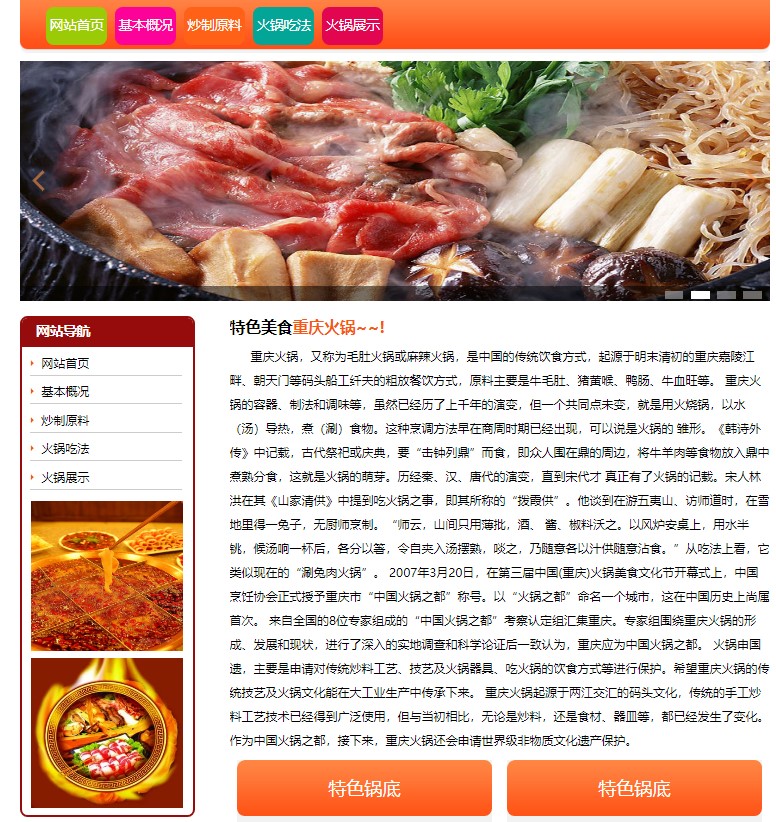 网站首页 基本概况 炒制原料 火锅吃法 火锅展示
网站导航
网站首页
基本概况
炒制原料
火锅吃法
火锅展示
特色美食重庆火锅~~!
重庆火锅，又称为毛肚火锅或麻辣火锅，是中国的传统饮食方式，起源于明末清初的重庆嘉陵江
畔、朝天门等码头船工纤夫的粗放餐饮方式，原料主要是牛毛肚、猪黄喉、鸭肠、牛血旺等。 重庆火
锅的容器、制法和调味等，虽然已经历了上千年的演变，但一个共同点未变，就是用火烧锅，以水
（汤）导热，煮（涮）食物。这种烹调方法早在商周时期已经出现，可以说是火锅的 雏形。《韩诗外
传》中记载，古代祭祀或庆典，要“击钟列鼎”而食，即众人围在鼎的周边，将牛羊肉等食物放入鼎中
煮熟分食，这就是火锅的萌芽。历经秦、汉、唐代的演变，直到宋代才 真正有了火锅的记载。宋人林
洪在其《山家清供》中提到吃火锅之事，即其所称的“拨霞供”。他谈到在游五夷山、访师道时，在雪
地里得一兔子，无厨师烹制。“师云，山间只用薄批，酒、 酱、椒料沃之。以风炉安桌上，用水半
铫，候汤响一杯后，各分以箸，令自夹入汤摆熟，啖之，乃随意各以汁供随意沾食。”从吃法上看，它
类似现在的“涮兔肉火锅”。 2007年3月20日，在第三届中国(重庆)火锅美食文化节开幕式上，中国
烹饪协会正式授予重庆市“中国火锅之都”称号。以“火锅之都”命名一个城市，这在中国历史上尚属
首次。 来自全国的8位专家组成的“中国火锅之都”考察认定组汇集重庆。专家组围绕重庆火锅的形
成、发展和现状，进行了深入的实地调查和科学论证后一致认为，重庆应为中国火锅之都。 火锅申国
遗，主要是申请对传统炒料工艺、技艺及火锅器具、吃火锅的饮食方式等进行保护。希望重庆火锅的传
统技艺及火锅文化能在大工业生产中传承下来。 重庆火锅起源于两江交汇的码头文化，传统的手工炒
料工艺技术已经得到广泛使用，但与当初相比，无论是炒料，还是食材、器皿等，都已经发生了变化。
作为中国火锅之都，接下来，重庆火锅还会申请世界级非物质文化遗产保护。
特色锅底 特色锅底